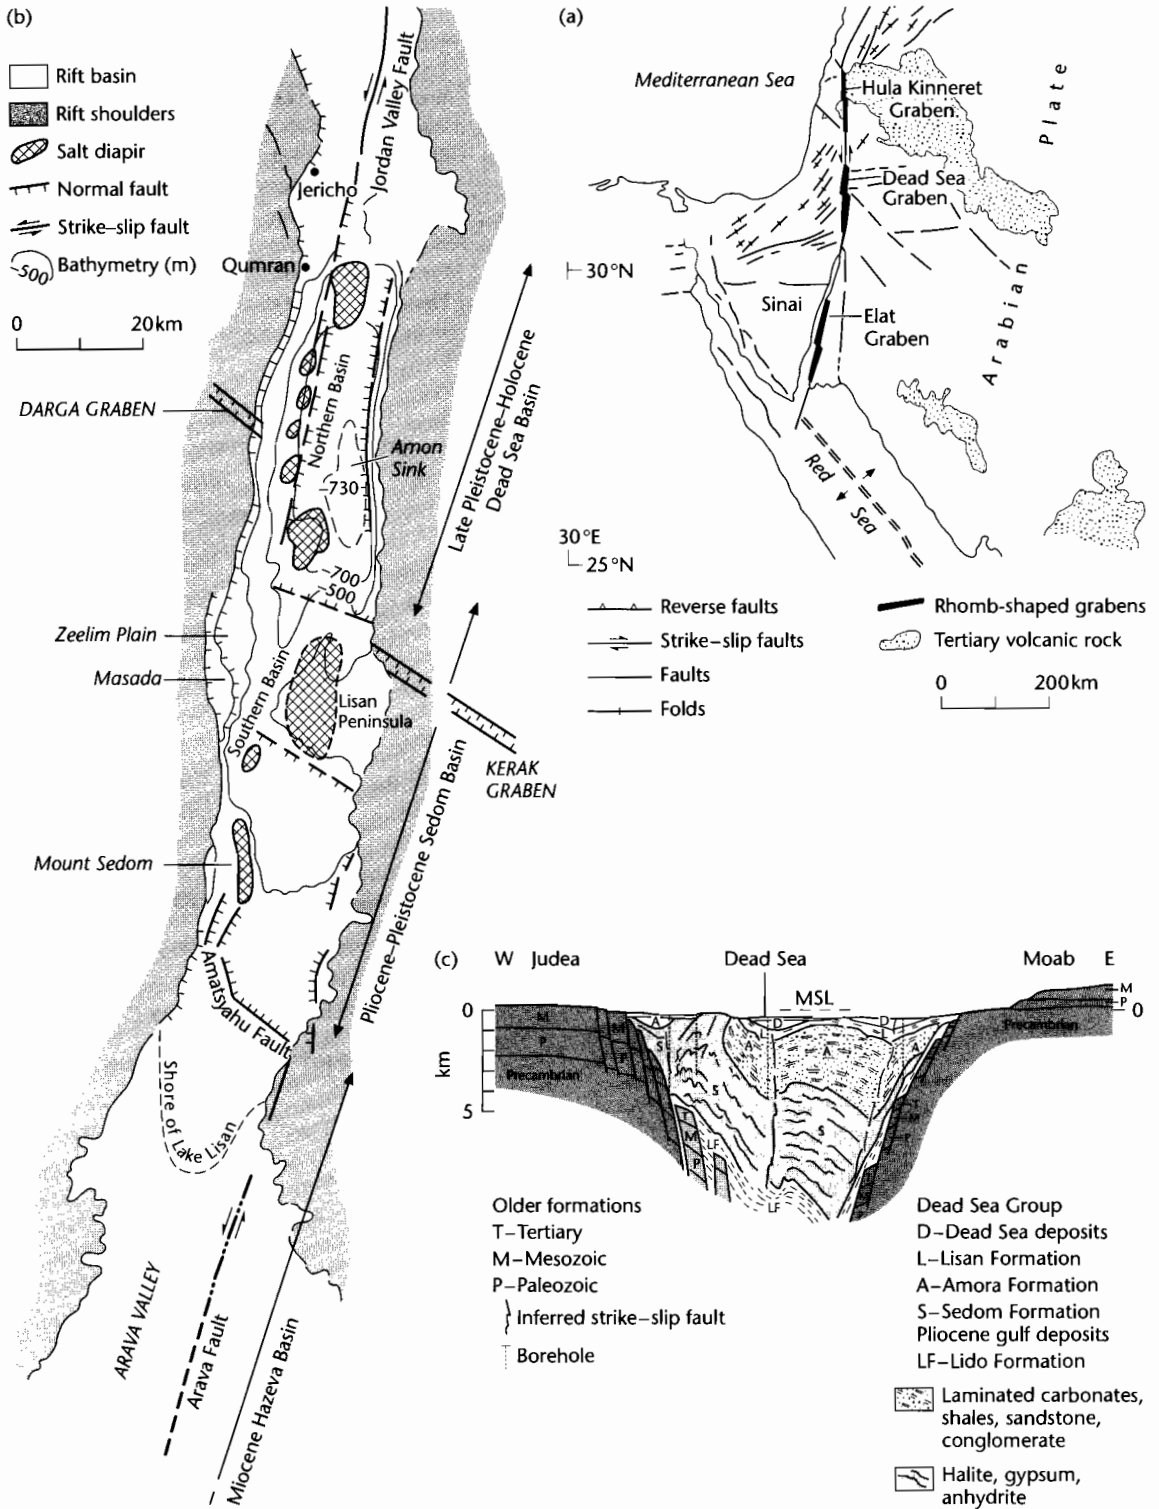 (b)
Rift basin
Rift shoulders
Salt diapir
Normal fault
Strike–slip fault
-500
Bathymetry (m)
0 20km
Jordan Valley Fault
Jericho
Qumran
DARGA GRABEN
Northern Basin
Arnon
Sink
-730
-700
-500
Late Pleistocene–Holocene
Dead Sea Basin
Zeelim Plain
Masada
Southern Basin
Lisan
Peninsula
KERAK
GRABEN
Mount Sedom
Pliocene–Pleistocene Sedom Basin
Amatsyahu Fault
Shore of Lake Lisan
ARAVA VALLEY
Arava Fault
Miocene Hazeva Basin
(a)
Mediterranean Sea
Hula Kinneret
Graben
Dead Sea
Graben
Plate
30°N
Sinai
Elat
Graben
Arabian
Red
Sea
30°E
25°N
Reverse faults
Strike–slip faults
Faults
Folds
Rhomb-shaped grabens
Tertiary volcanic rock
0 200km
(c)
W Judea Dead Sea Moab E
MSL
M
P
0 0
km
5
M
P
Precambrian
M
P
A
S
S
L
A
D
A
D
A
S
Precambrian
T
M
P
T
M
P
LF
LF
Older formations
T–Tertiary
M–Mesozoic
P–Paleozoic
Inferred strike–slip fault
Borehole
Dead Sea Group
D–Dead Sea deposits
L–Lisan Formation
A–Amora Formation
S–Sedom Formation
Pliocene gulf deposits
LF–Lido Formation
Laminated carbonates,
shales, sandstone,
conglomerate
Halite, gypsum,
anhydrite